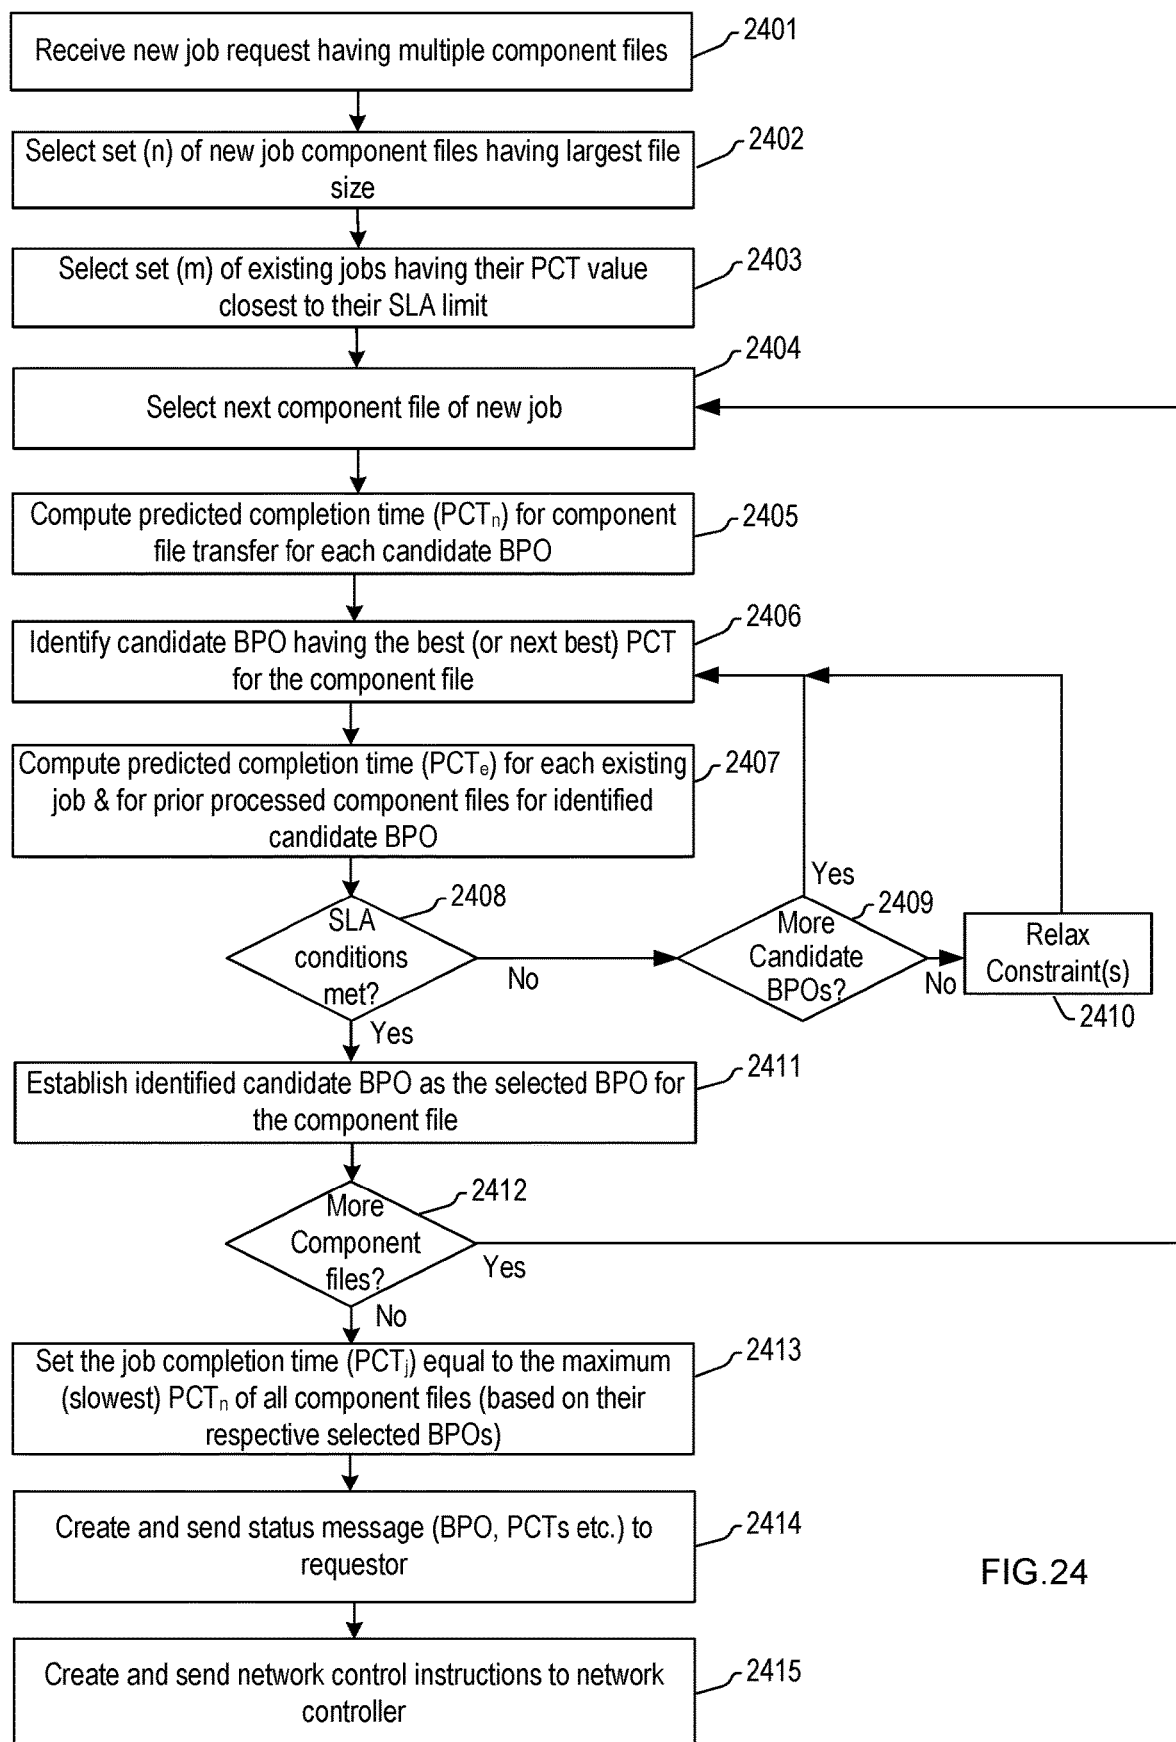 Receive new job request having multiple component files
2401
Select set (n) of new job component files having largest file
size
2402
Select set (m) of existing jobs having their PCT value
closest to their SLA limit
2403
2404
Select next component file of new job
Compute predicted completion time (PCTn) for component
file transfer for each candidate BPO
2405
2406
Identify candidate BPO having the best (or next best) PCT
for the component file
Compute predicted completion time (PCTe) for each existing
job & for prior processed component files for identified
candidate BPO
2407
2408
SLA
conditions
met?
No
Yes
2409
More
Candidate
BPOs?
Yes
No
Relax
Constraint(s)
2410
Establish identified candidate BPO as the selected BPO for
the component file
2411
2412
More
Component
files?
Yes
No
Set the job completion time (PCTj) equal to the maximum
(slowest) PCTn of all component files (based on their
respective selected BPOs)
2413
Create and send status message (BPO, PCTs etc.) to
requestor
2414
FIG.24
Create and send network control instructions to network
controller
2415